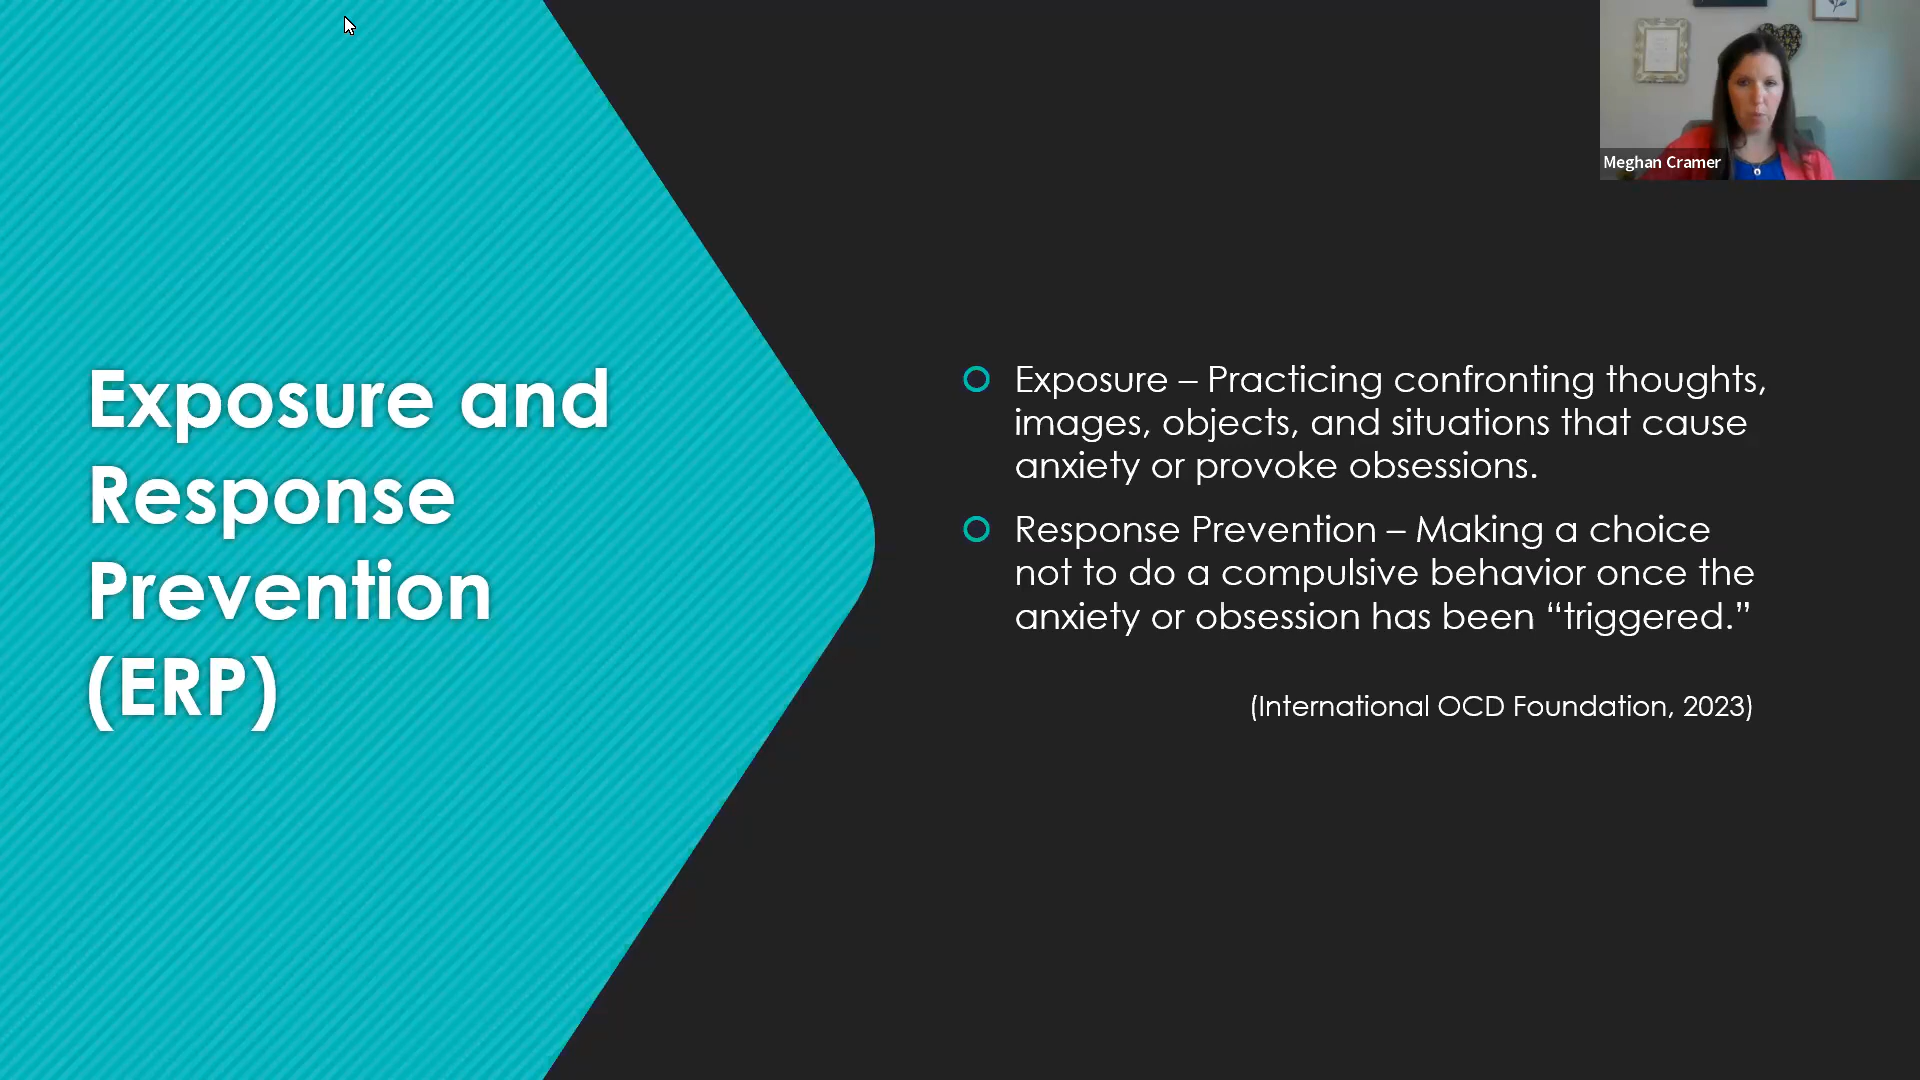 Exposure and
Response
Prevention
(ERP)
Exposure – Practicing confronting thoughts,
images, objects, and situations that cause
anxiety or provoke obsessions.
Response Prevention – Making a choice
not to do a compulsive behavior once the
anxiety or obsession has been “triggered.”
(International OCD Foundation, 2023)
Meghan Cramer